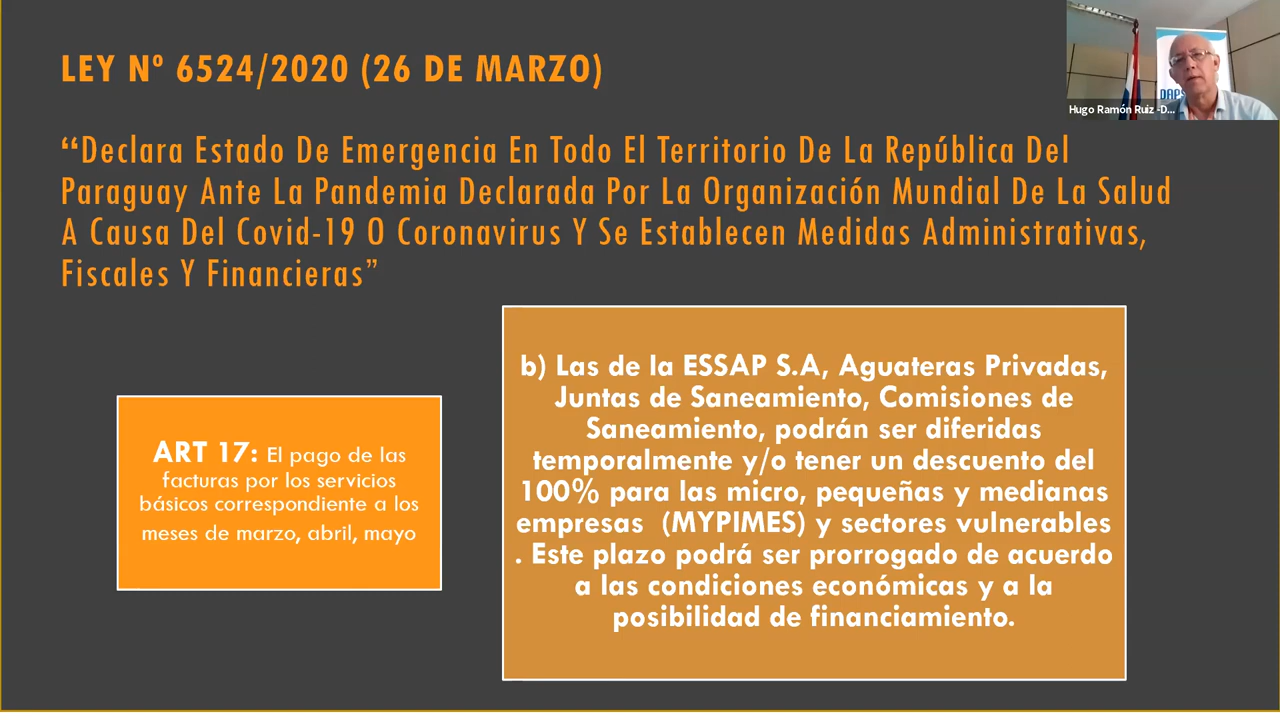 LEY Nº 6524/2020 (26 DE MARZO)
“Declara Estado De Emergencia En Todo El Territorio De La República Del
Paraguay Ante La Pandemia Declarada Por La Organización Mundial De La Salud
A Causa Del Covid-19 O Coronavirus Y Se Establecen Medidas Administrativas,
Fiscales Y Financieras”
Hugo Ramón Ruiz -D...
ART 17: El pago de las
facturas por los servicios
básicos correspondiente a los
meses de marzo, abril, mayo
b) Las de la ESSAP S.A, Aguateras Privadas,
Juntas de Saneamiento, Comisiones de
Saneamiento, podrán ser diferidas
temporalmente y/o tener un descuento del
100% para las micro, pequeñas y medianas
empresas (MYPIMES) y sectores vulnerables
. Este plazo podrá ser prorrogado de acuerdo
a las condiciones económicas y a la
posibilidad de financiamiento.